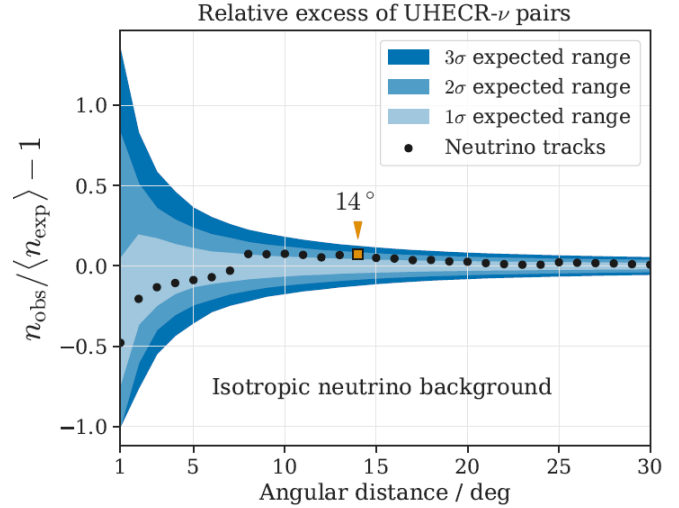 Relative excess of UHECR-ν pairs
n_obs/⟨n_exp⟩ − 1
1.0
0.5
0.0
−0.5
−1.0
3σ expected range
2σ expected range
1σ expected range
Neutrino tracks
14°
Isotropic neutrino background
1 5 10 15 20 25 30
Angular distance / deg